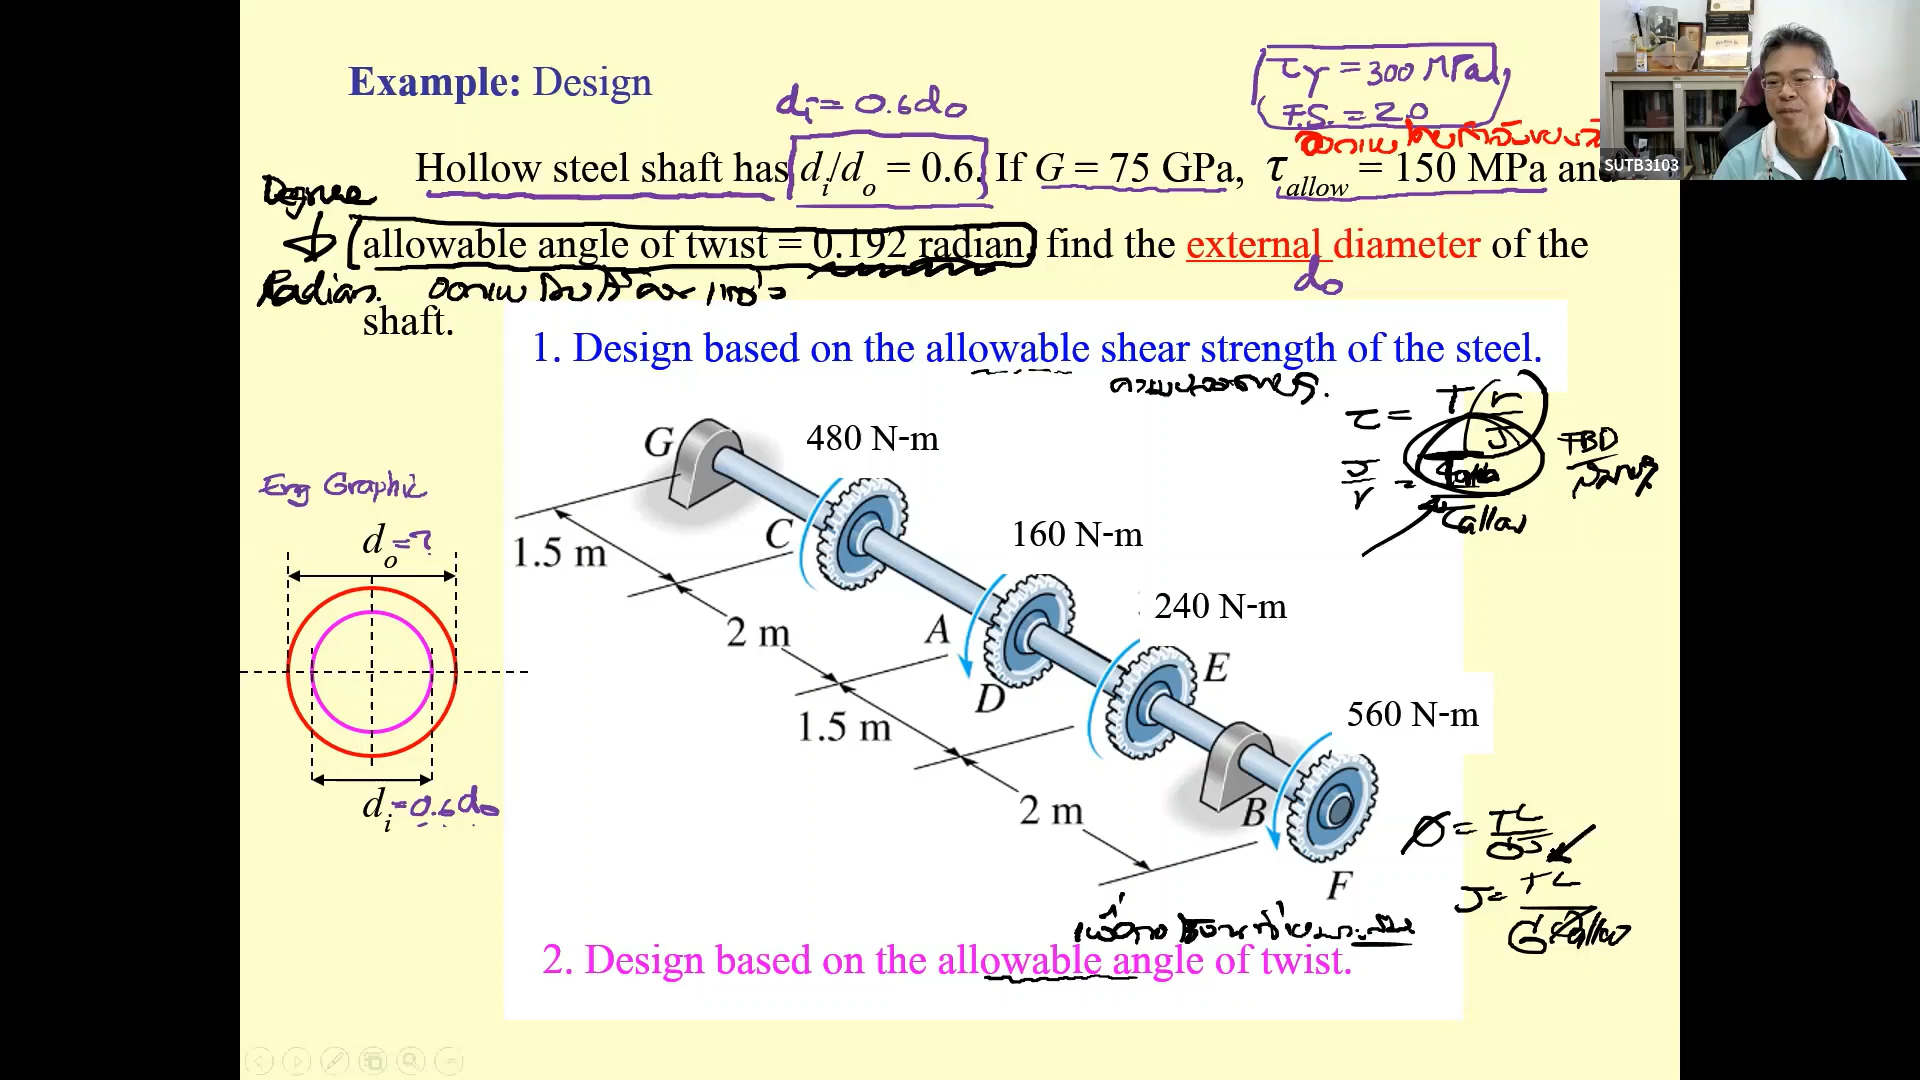 Example: Design
di = 0.6do
τY = 300 MPa
F.S. = 2.0
Hollow steel shaft has di/do = 0.6. If G = 75 GPa, τallow = 150 MPa and
SUTB3103
Degree
allowable angle of twist = 0.192 radian, find the external diameter of the
Radian.
do
shaft.
1. Design based on the allowable shear strength of the steel.
τ = T (r/J)
J/r =
τallow
TBD
G
480 N-m
Eng Graphic
C
160 N-m
do = ?
1.5 m
240 N-m
2 m
A
E
D
560 N-m
1.5 m
di = 0.6do
2 m
B
Ø = TL/GJ
F
J = TL
2. Design based on the allowable angle of twist.